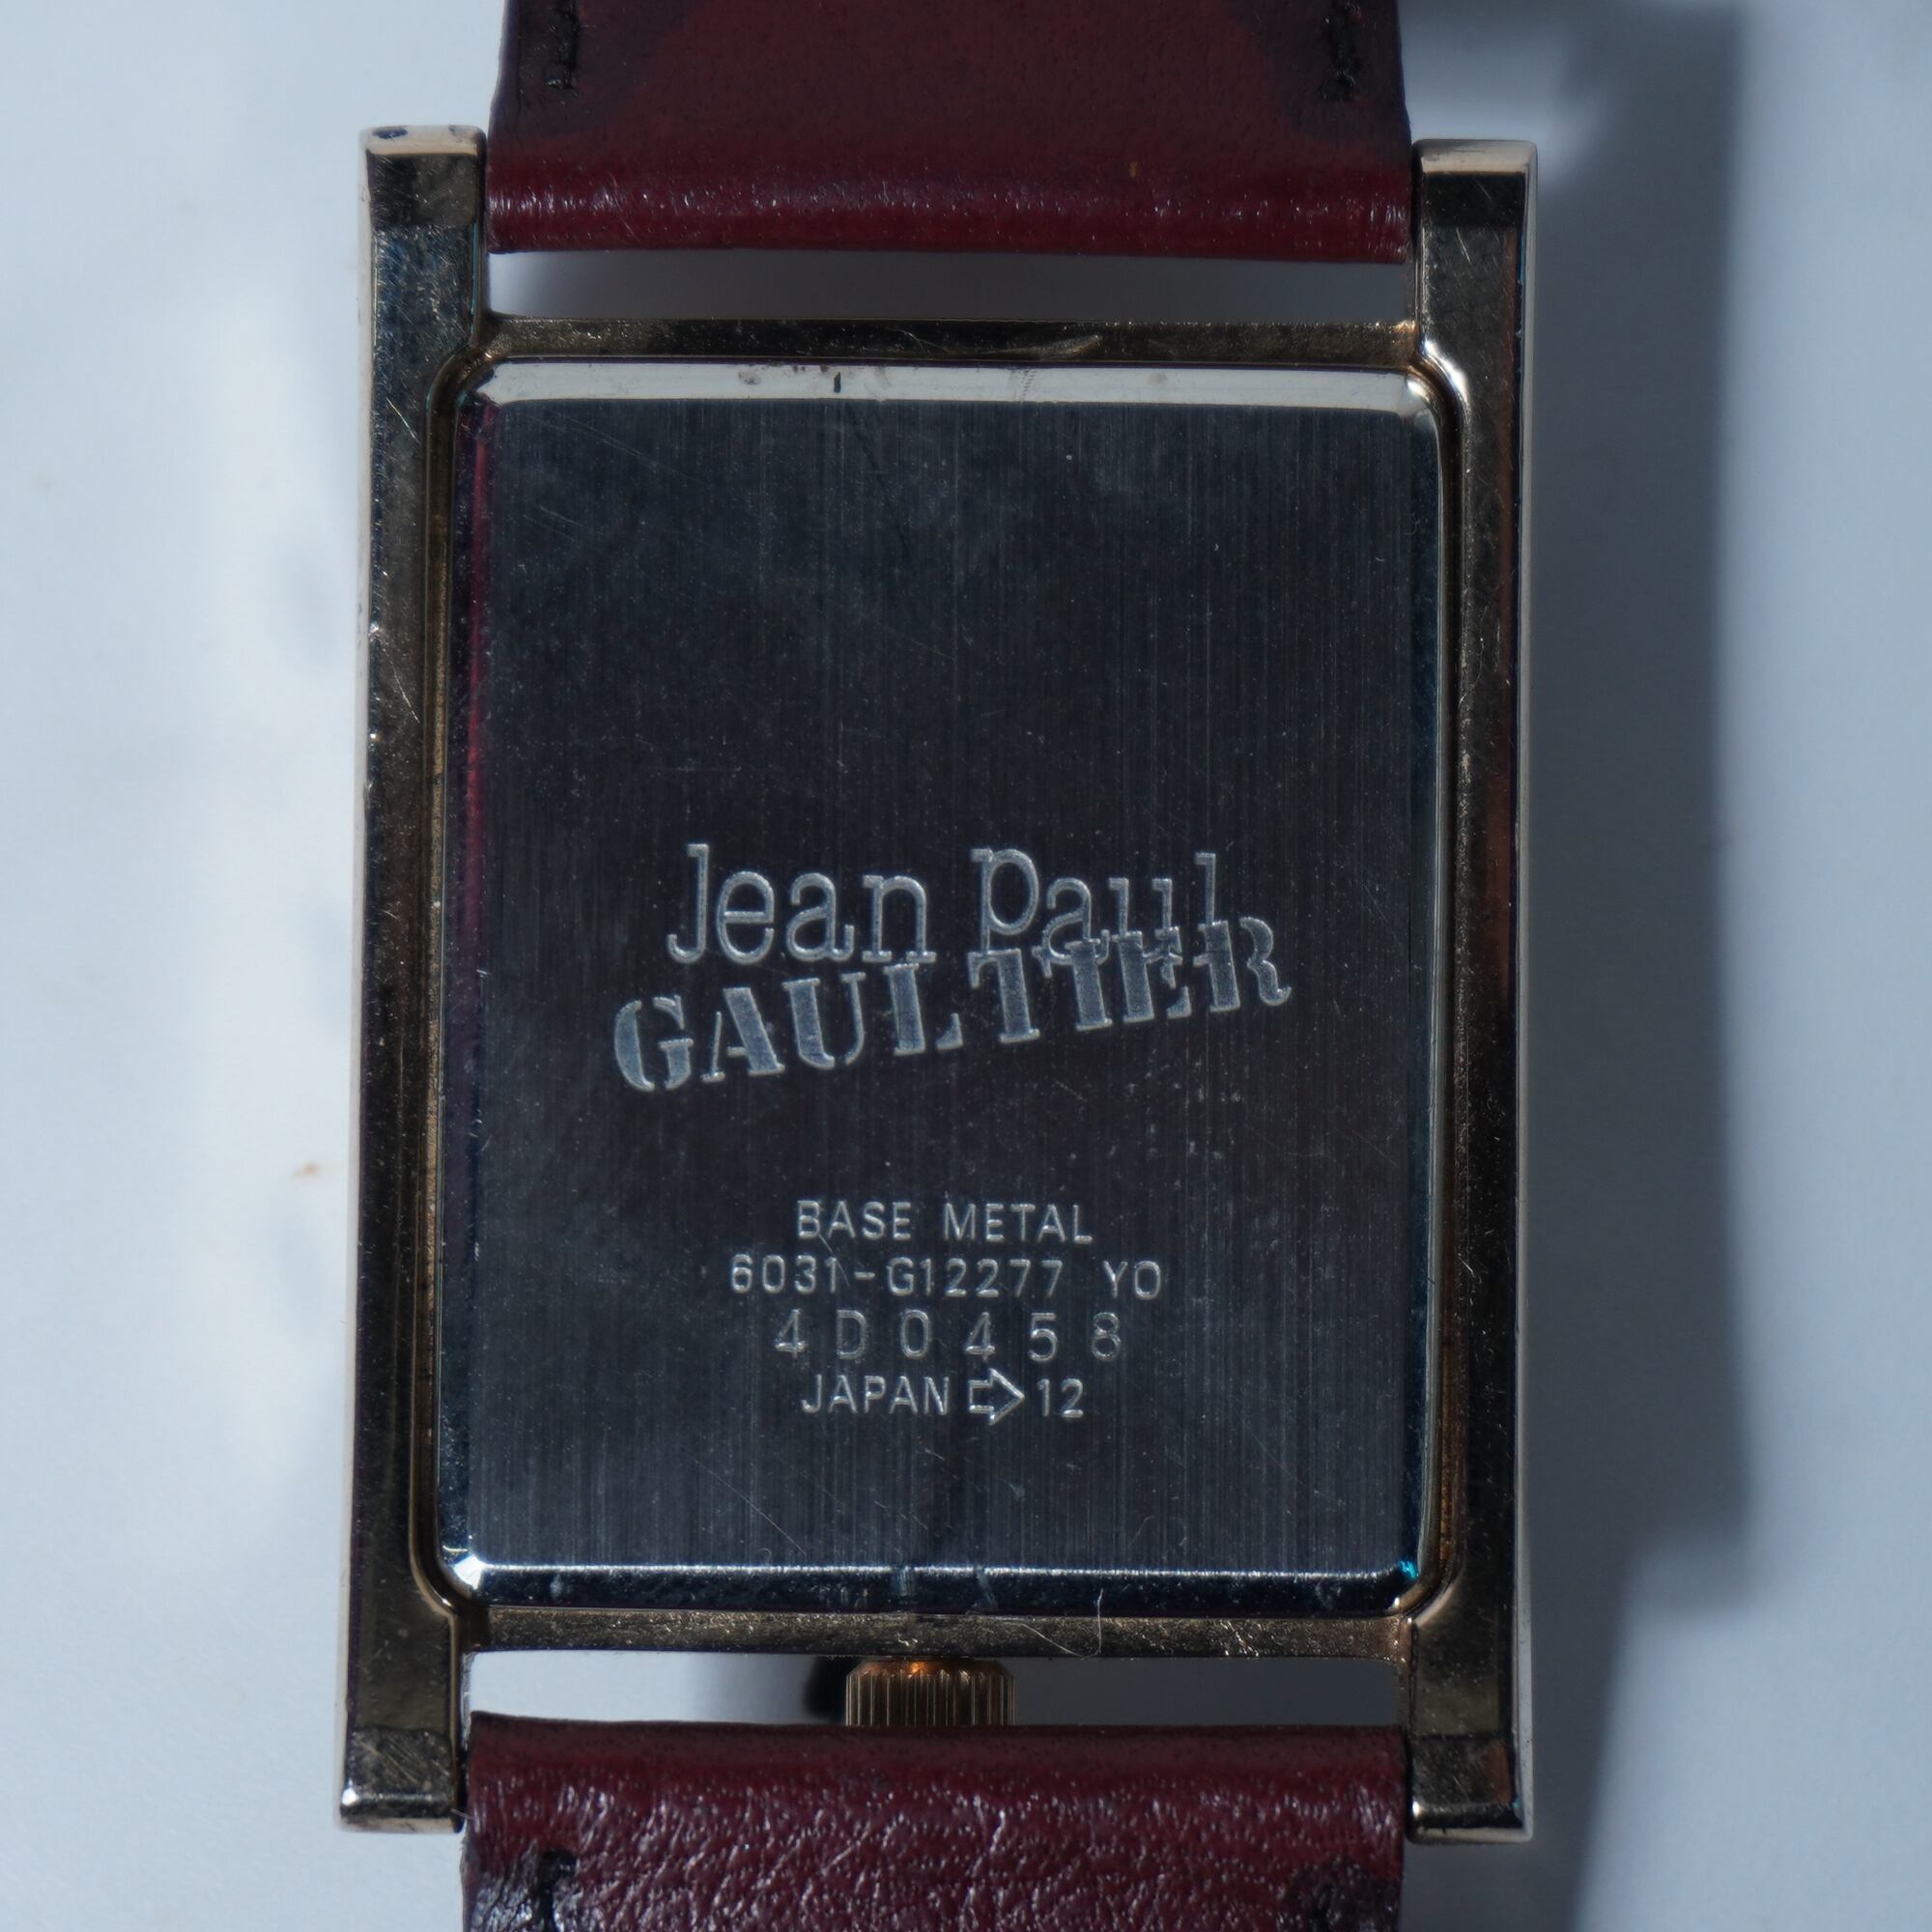 Jean Paul
GAULTIER
BASE METAL
6031-G12277 YO
4D0458
JAPAN ⇨ 12